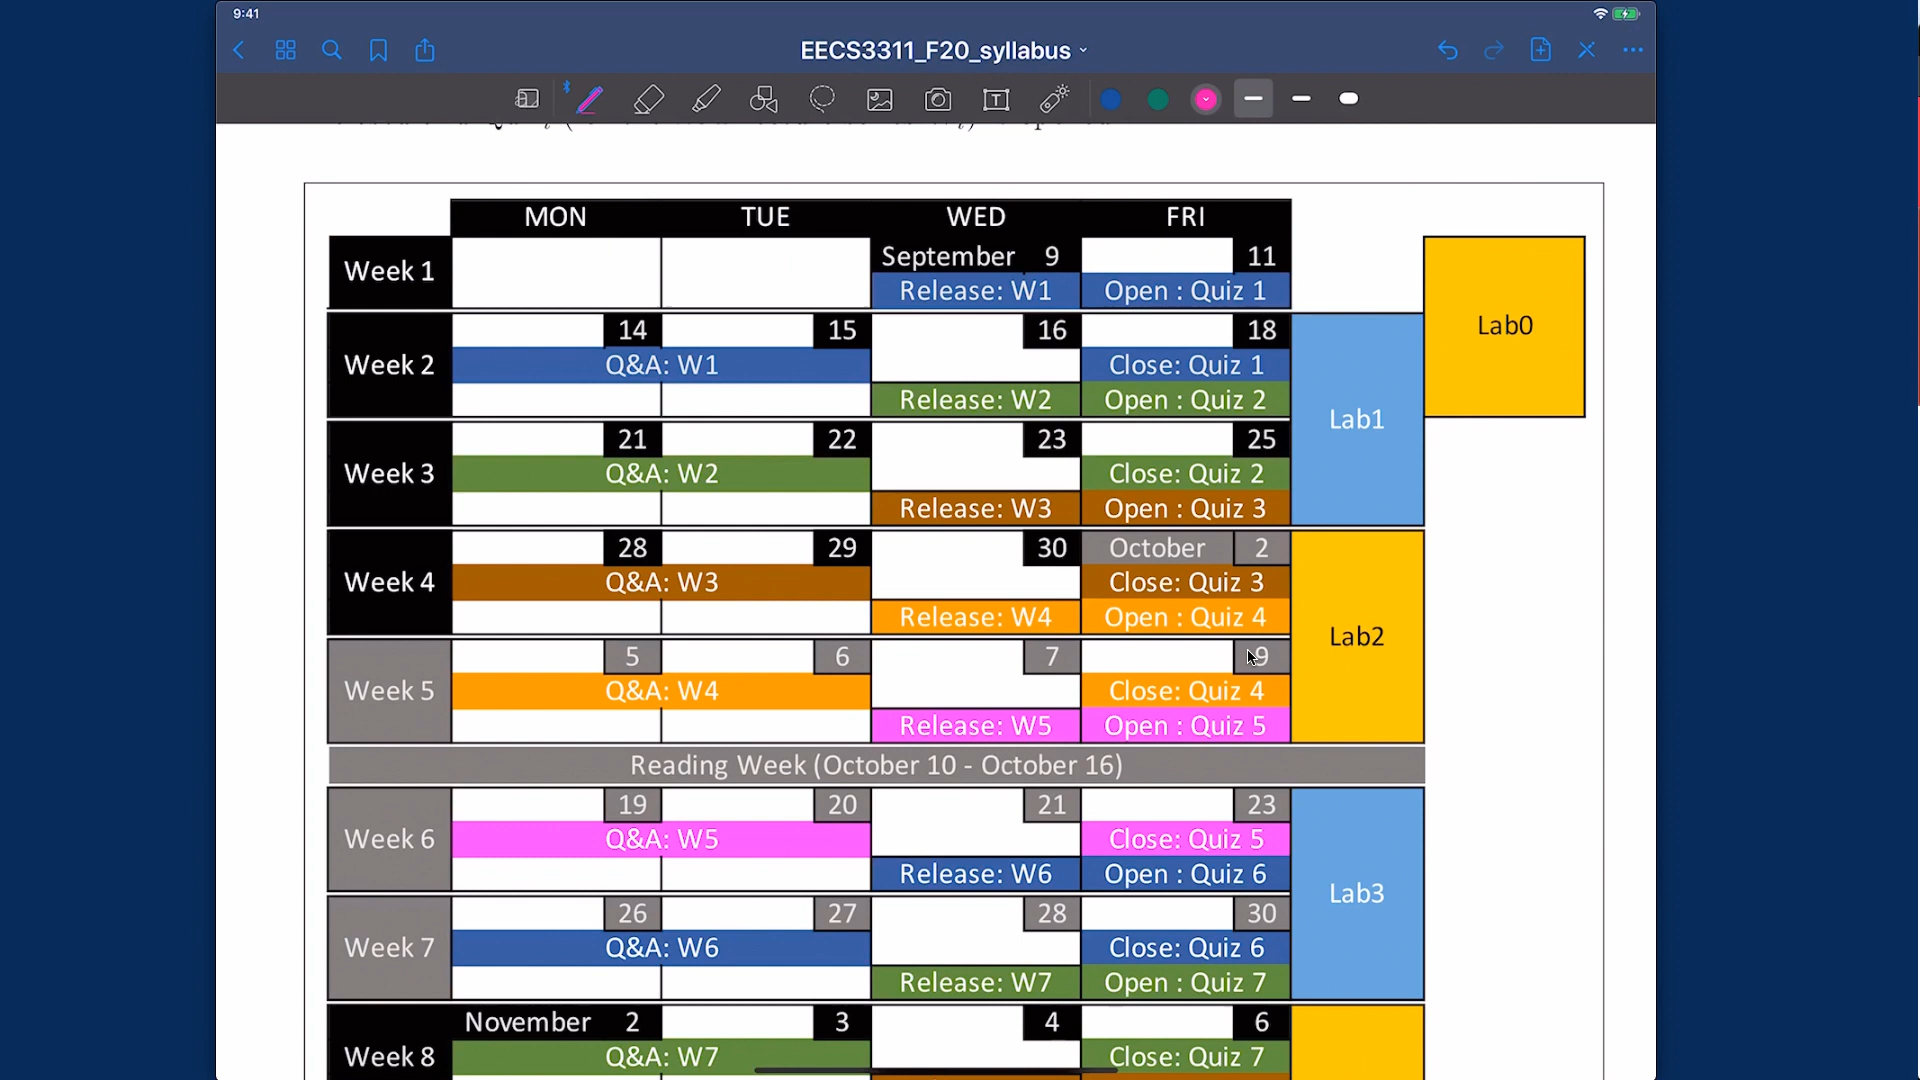 9:41
EECS3311_F20_syllabus
MON TUE WED FRI
Week 1 September 9 11
Release: W1 Open : Quiz 1
Lab0
Week 2 14 15 16 18
Q&A: W1 Close: Quiz 1
Release: W2 Open : Quiz 2
Lab1
Week 3 21 22 23 25
Q&A: W2 Close: Quiz 2
Release: W3 Open : Quiz 3
Week 4 28 29 30 October 2
Q&A: W3 Close: Quiz 3
Release: W4 Open : Quiz 4
Lab2
Week 5 5 6 7 9
Q&A: W4 Close: Quiz 4
Release: W5 Open : Quiz 5
Reading Week (October 10 - October 16)
Week 6 19 20 21 23
Q&A: W5 Close: Quiz 5
Release: W6 Open : Quiz 6
Lab3
Week 7 26 27 28 30
Q&A: W6 Close: Quiz 6
Release: W7 Open : Quiz 7
Week 8 November 2 3 4 6
Q&A: W7 Close: Quiz 7